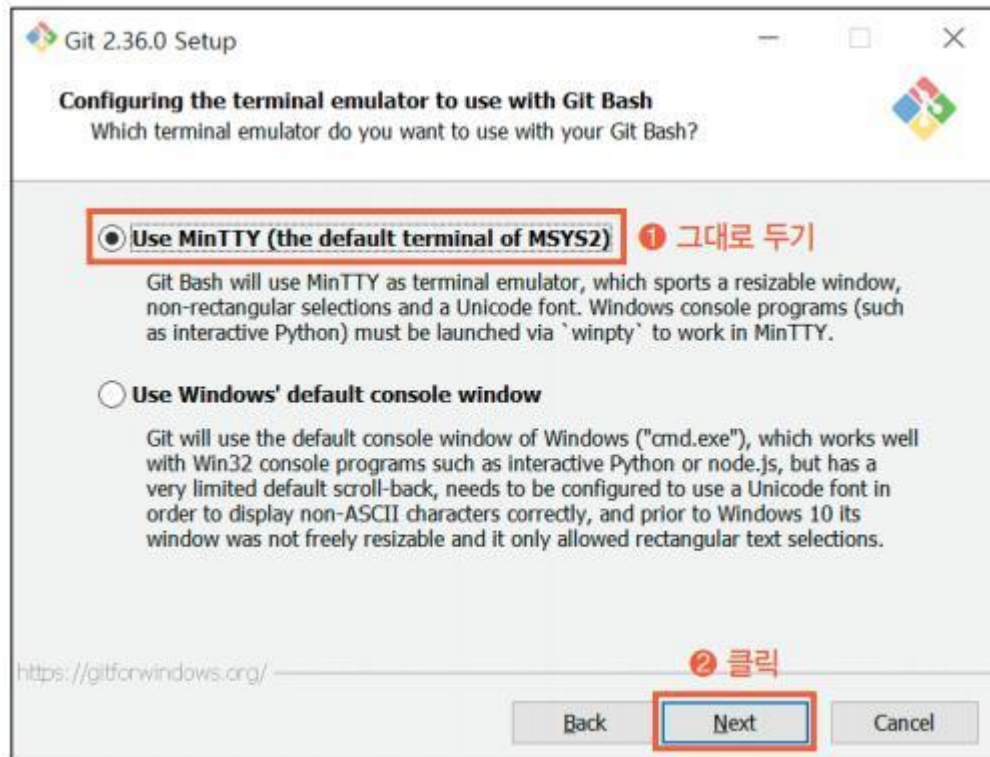 Git 2.36.0 Setup
Configuring the terminal emulator to use with Git Bash
Which terminal emulator do you want to use with your Git Bash?
Use MinTTY (the default terminal of MSYS2)
❶ 그대로 두기
Git Bash will use MinTTY as terminal emulator, which sports a resizable window,
non-rectangular selections and a Unicode font. Windows console programs (such
as interactive Python) must be launched via `winpty` to work in MinTTY.
Use Windows' default console window
Git will use the default console window of Windows ("cmd.exe"), which works well
with Win32 console programs such as interactive Python or node.js, but has a
very limited default scroll-back, needs to be configured to use a Unicode font in
order to display non-ASCII characters correctly, and prior to Windows 10 its
window was not freely resizable and it only allowed rectangular text selections.
https://gitforwindows.org/
❷ 클릭
Back
Next
Cancel